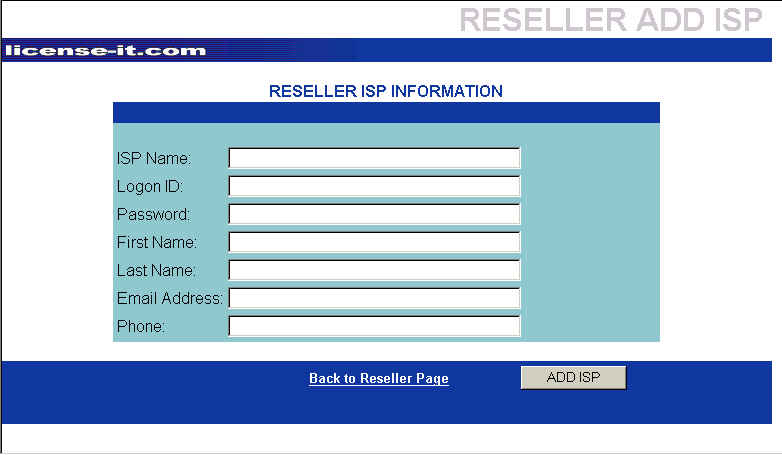 RESELLER ADD ISP
license-it.com
RESELLER ISP INFORMATION
ISP Name:
Logon ID:
Password:
First Name:
Last Name:
Email Address:
Phone:
Back to Reseller Page ADD ISP